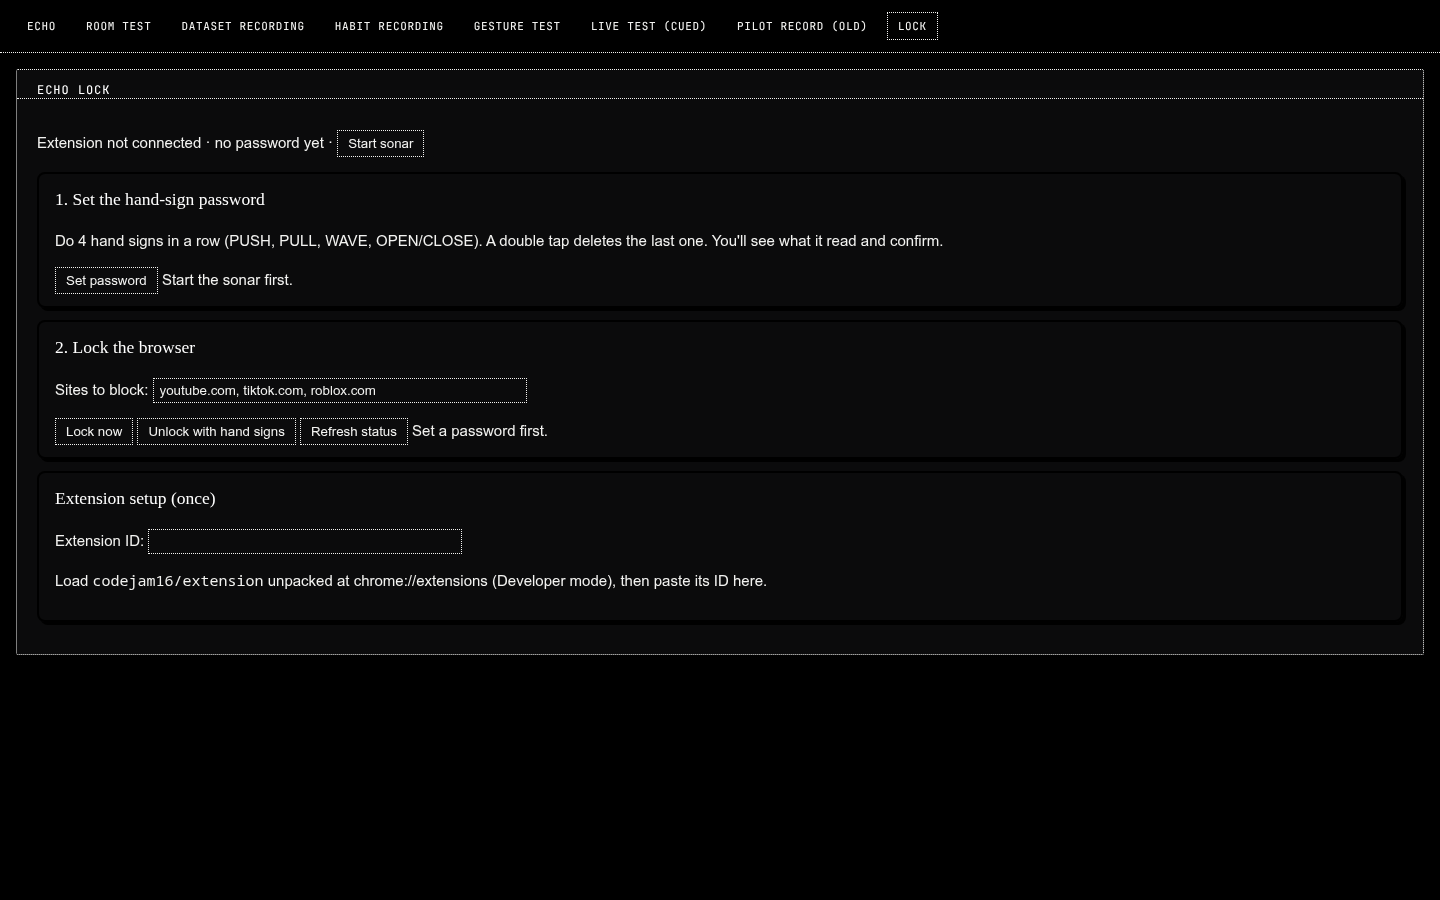 ECHO ROOM TEST DATASET RECORDING HABIT RECORDING GESTURE TEST LIVE TEST (CUED) PILOT RECORD (OLD) LOCK
ECHO LOCK
Extension not connected · no password yet · Start sonar
1. Set the hand-sign password
Do 4 hand signs in a row (PUSH, PULL, WAVE, OPEN/CLOSE). A double tap deletes the last one. You'll see what it read and confirm.
Set password Start the sonar first.
2. Lock the browser
Sites to block: youtube.com, tiktok.com, roblox.com
Lock now Unlock with hand signs Refresh status Set a password first.
Extension setup (once)
Extension ID:
Load codejam16/extension unpacked at chrome://extensions (Developer mode), then paste its ID here.